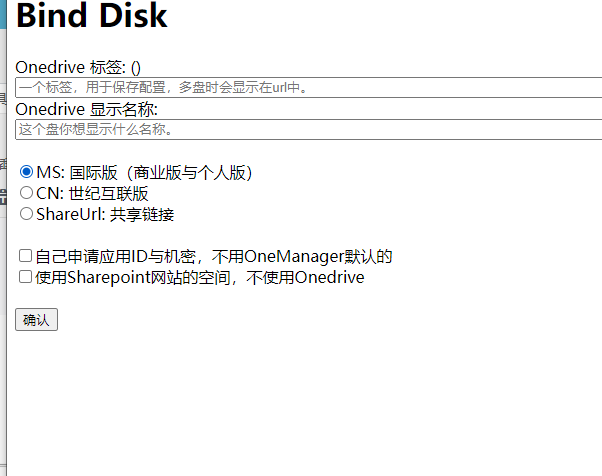 Bind Disk
Onedrive 标签: ()
一个标签，用于保存配置，多盘时会显示在url中。
Onedrive 显示名称:
这个盘你想显示什么名称。
MS: 国际版（商业版与个人版）
CN: 世纪互联版
ShareUrl: 共享链接
自己申请应用ID与机密，不用OneManager默认的
使用Sharepoint网站的空间，不使用Onedrive
确认